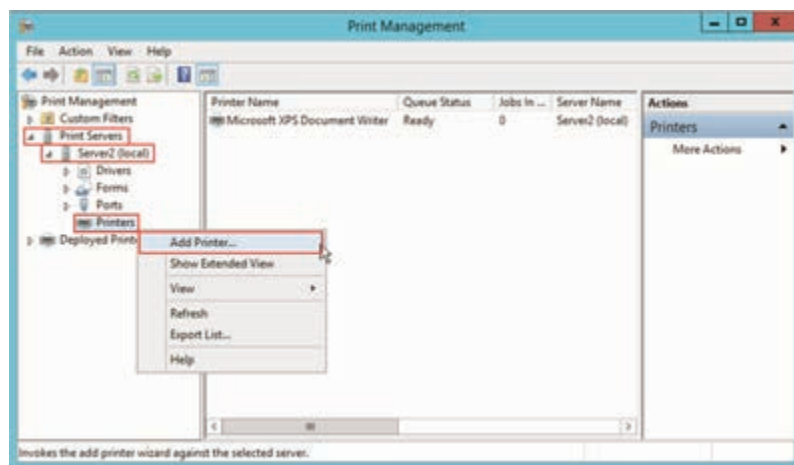 Print Management
File Action View Help
Print Management
Custom Filters
Print Servers
Server2 (local)
Drivers
Forms
Ports
Printers
Deployed Print
Printer Name Queue Status Jobs In ... Server Name
Microsoft XPS Document Writer Ready 0 Server2 (local)
Actions
Printers
More Actions
Add Printer...
Show Extended View
View
Refresh
Export List...
Help
Invokes the add printer wizard against the selected server.